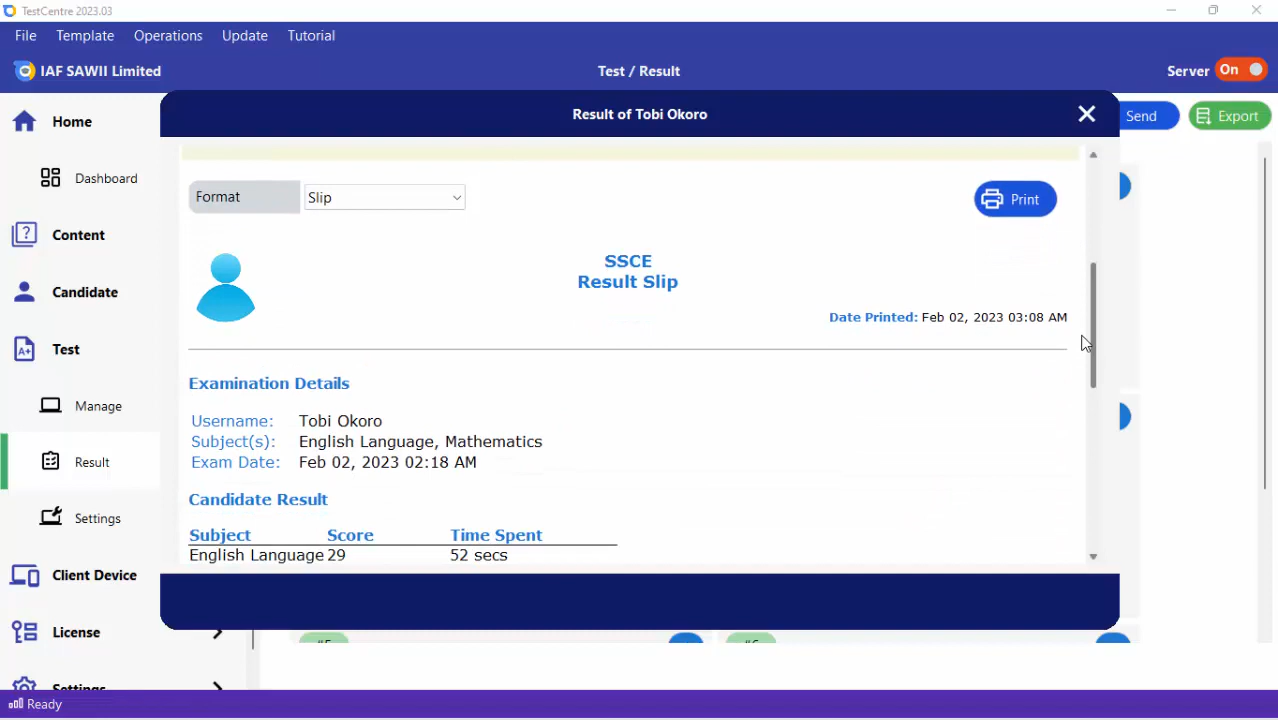 TestCentre 2023.03
File Template Operations Update Tutorial
IAF SAWII Limited
Test / Result
Server On
Home
Dashboard
Content
Candidate
Test
Manage
Result
Settings
Client Device
License
Settings
Send
Export
Result of Tobi Okoro
Format Slip
Print
SSCE
Result Slip
Date Printed: Feb 02, 2023 03:08 AM
Examination Details
Username: Tobi Okoro
Subject(s): English Language, Mathematics
Exam Date: Feb 02, 2023 02:18 AM
Candidate Result
Subject Score Time Spent
English Language 29 52 secs
Ready